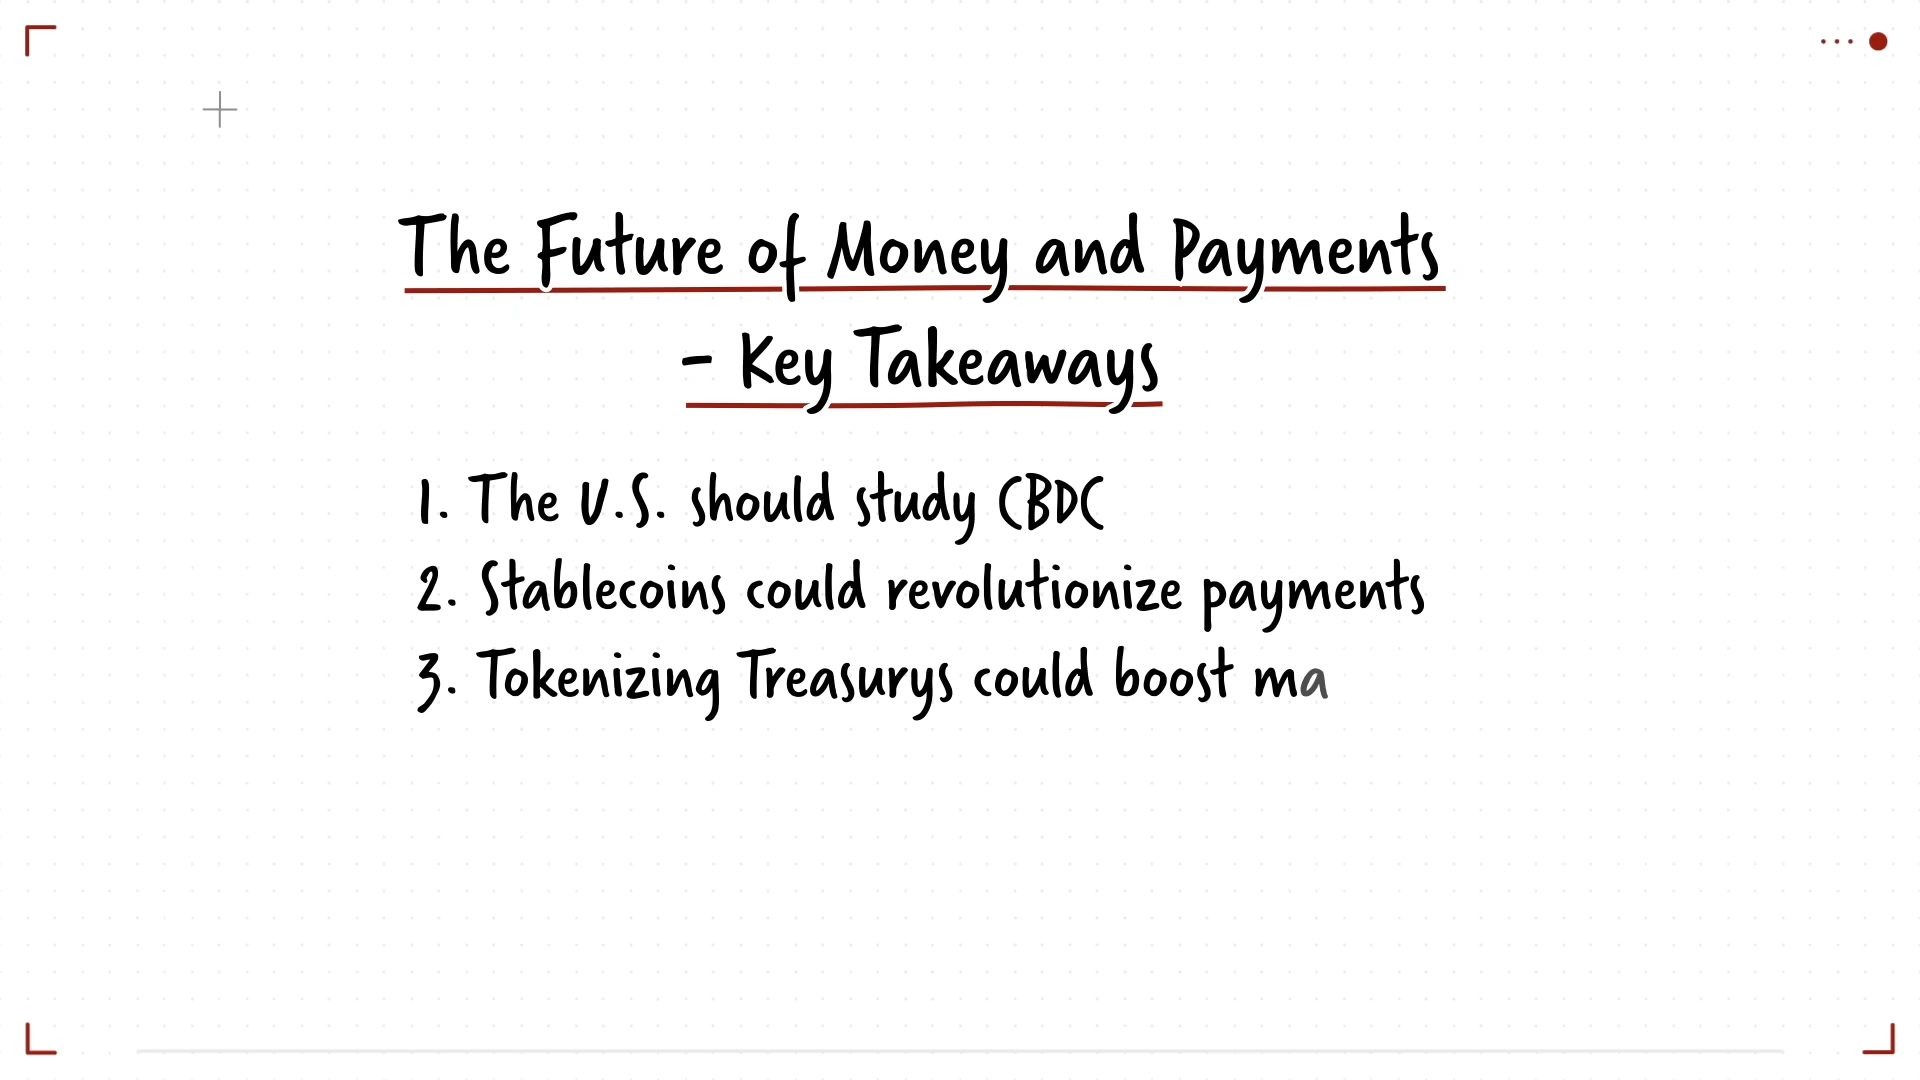 The Future of Money and Payments
- Key Takeaways
1. The U.S. should study CBDC
2. Stablecoins could revolutionize payments
3. Tokenizing Treasurys could boost ma